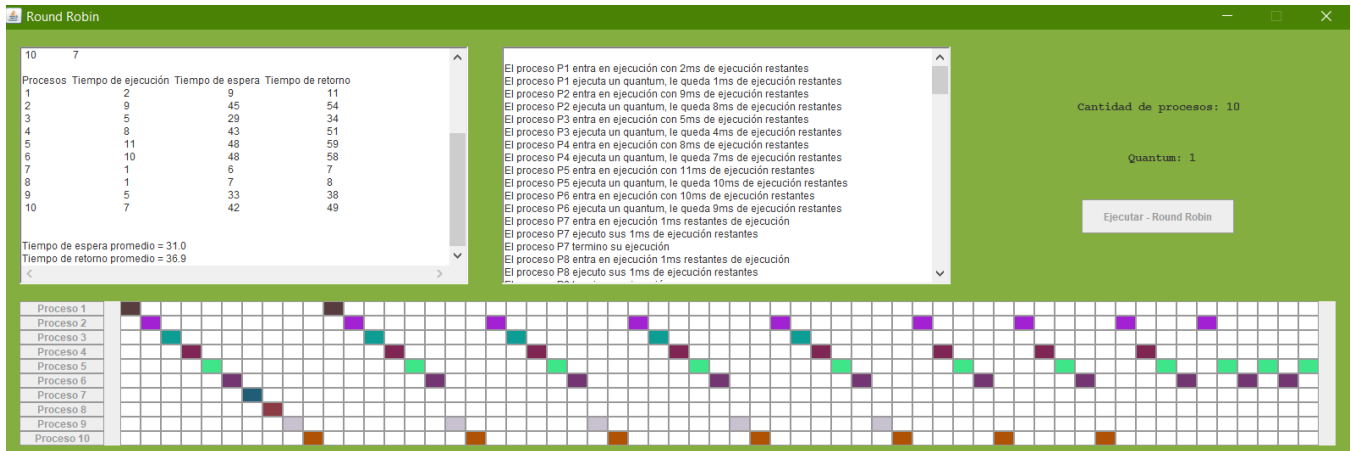 Round Robin
10 7
Procesos Tiempo de ejecución Tiempo de espera Tiempo de retorno
1 2 9 11
2 9 45 54
3 5 29 34
4 8 43 51
5 11 48 59
6 10 48 58
7 1 6 7
8 1 7 8
9 5 33 38
10 7 42 49
Tiempo de espera promedio = 31.0
Tiempo de retorno promedio = 36.9
El proceso P1 entra en ejecución con 2ms de ejecución restantes
El proceso P1 ejecuta un quantum, le queda 1ms de ejecución restantes
El proceso P2 entra en ejecución con 9ms de ejecución restantes
El proceso P2 ejecuta un quantum, le queda 8ms de ejecución restantes
El proceso P3 entra en ejecución con 5ms de ejecución restantes
El proceso P3 ejecuta un quantum, le queda 4ms de ejecución restantes
El proceso P4 entra en ejecución con 8ms de ejecución restantes
El proceso P4 ejecuta un quantum, le queda 7ms de ejecución restantes
El proceso P5 entra en ejecución con 11ms de ejecución restantes
El proceso P5 ejecuta un quantum, le queda 10ms de ejecución restantes
El proceso P6 entra en ejecución con 10ms de ejecución restantes
El proceso P6 ejecuta un quantum, le queda 9ms de ejecución restantes
El proceso P7 entra en ejecución 1ms restantes de ejecución
El proceso P7 ejecuto sus 1ms de ejecución restantes
El proceso P7 termino su ejecución
El proceso P8 entra en ejecución 1ms restantes de ejecución
El proceso P8 ejecuto sus 1ms de ejecución restantes
Cantidad de procesos: 10
Quantum: 1
Ejecutar - Round Robin
Proceso 1
Proceso 2
Proceso 3
Proceso 4
Proceso 5
Proceso 6
Proceso 7
Proceso 8
Proceso 9
Proceso 10